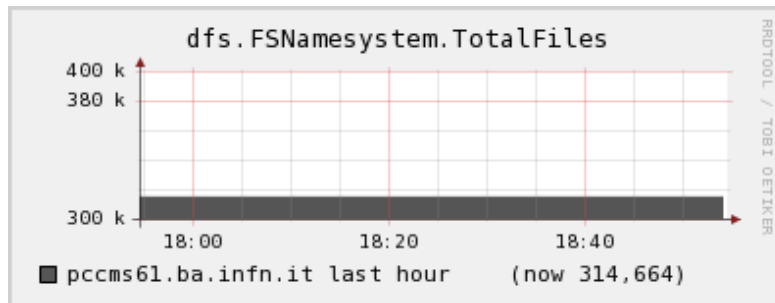 dfs.FSNamesystem.TotalFiles
400 k
380 k
300 k
18:00 18:20 18:40
pccms61.ba.infn.it last hour (now 314,664)
RRDTOOL / TOBI OETIKER